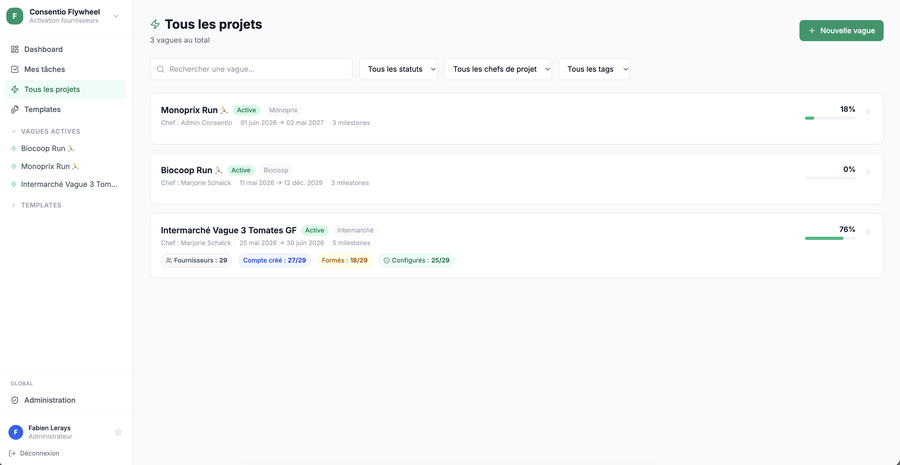 Consentio Flywheel
Activation fournisseurs
Dashboard
Mes tâches
Tous les projets
Templates
VAGUES ACTIVES
Biocoop Run
Monoprix Run
Intermarché Vague 3 Tom...
TEMPLATES
GLOBAL
Administration
F
Fabien Lerays
Administrateur
Déconnexion
Tous les projets
3 vagues au total
+ Nouvelle vague
Rechercher une vague...
Tous les statuts
Tous les chefs de projet
Tous les tags
Monoprix Run Active Monoprix
18%
Chef : Admin Consentio 01 juin 2026 → 02 mai 2027 3 milestones
Biocoop Run Active Biocoop
0%
Chef : Marjorie Schalck 11 mai 2026 → 12 déc. 2029 3 milestones
Intermarché Vague 3 Tomates GF Active Intermarché
76%
Chef : Marjorie Schalck 25 mai 2026 → 30 juin 2026 5 milestones
Fournisseurs : 29 Compte créé : 27/29 Formés : 18/29 Configurés : 25/29